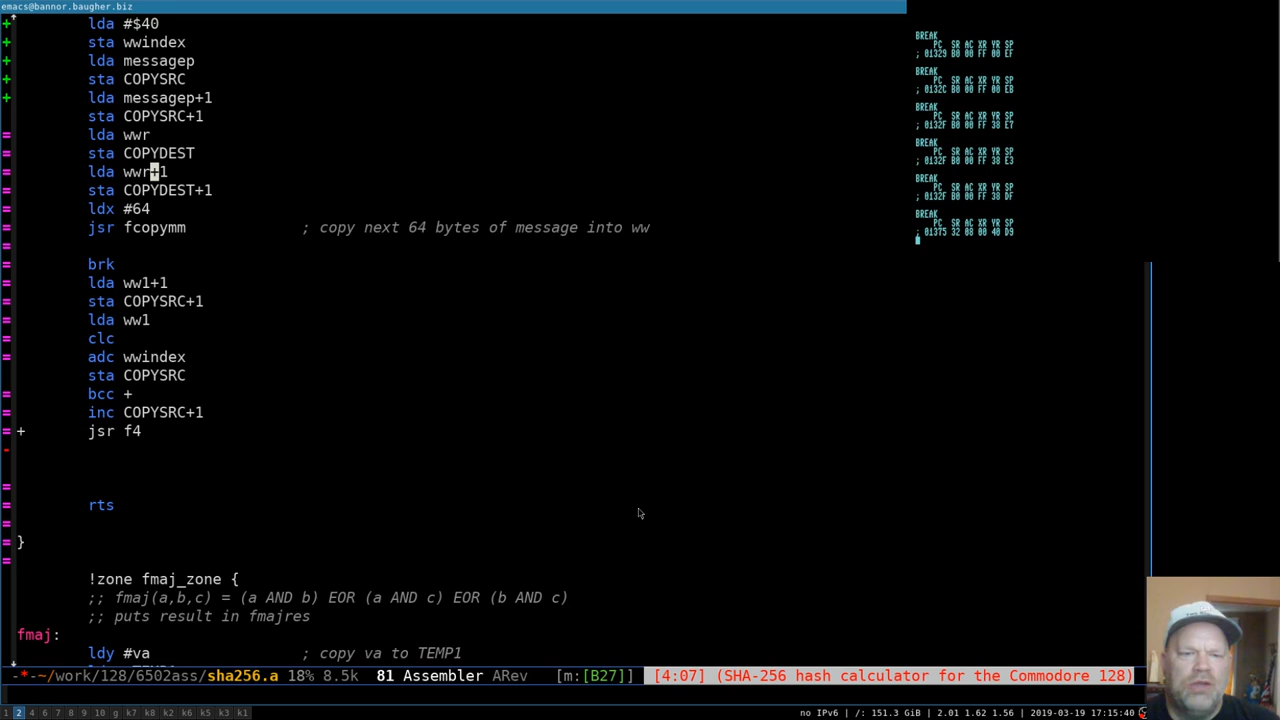 emacs@bannor.baugher.biz
+ lda #$40
+ sta wwindex
+ lda messagep
+ sta COPYSRC
+ lda messagep+1
sta COPYSRC+1
= lda wwr
= sta COPYDEST
= lda wwr+1
= sta COPYDEST+1
= ldx #64
= jsr fcopymm ; copy next 64 bytes of message into ww
=
= brk
= lda ww1+1
= sta COPYSRC+1
= lda ww1
= clc
= adc wwindex
sta COPYSRC
= bcc +
= inc COPYSRC+1
= + jsr f4
-
=
= rts
=
}
=
!zone fmaj_zone {
;; fmaj(a,b,c) = (a AND b) EOR (a AND c) EOR (b AND c)
;; puts result in fmajres
fmaj:
ldy #va ; copy va to TEMP1
BREAK
PC SR AC XR YR SP
; 01329 B0 00 FF 00 EF
BREAK
PC SR AC XR YR SP
; 0132C B0 00 FF 00 EB
BREAK
PC SR AC XR YR SP
; 0132F B0 00 FF 38 E7
BREAK
PC SR AC XR YR SP
; 0132F B0 00 FF 38 E3
BREAK
PC SR AC XR YR SP
; 0132F B0 00 FF 38 DF
BREAK
PC SR AC XR YR SP
; 01375 32 08 00 40 D9
-*-~/work/128/6502ass/sha256.a 18% 8.5k 81 Assembler ARev [m:[B27]] [4:07] (SHA-256 hash calculator for the Commodore 128)
1 2 3 4 5 6 7 8 9 10 g k7 k8 k2 k6 k5 k3 k1 no IPv6 | /: 151.3 GiB | 2.01 1.62 1.56 | 2019-03-19 17:15:40